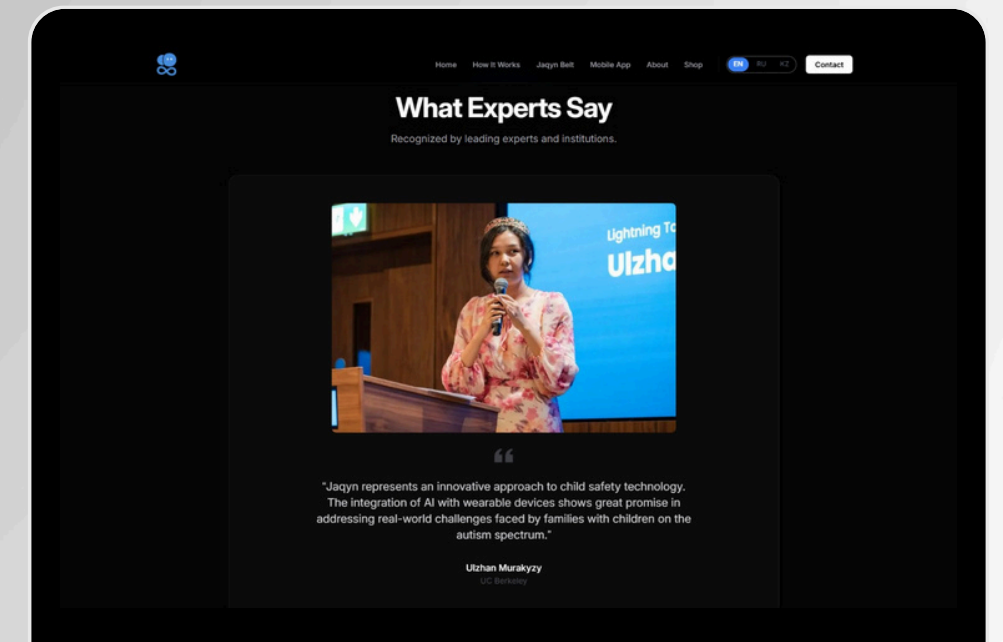 Home How It Works Jaqyn Belt Mobile App About Shop EN RU KZ Contact
What Experts Say
Recognized by leading experts and institutions.
Lightning
Ulzha
"Jaqyn represents an innovative approach to child safety technology.
The integration of AI with wearable devices shows great promise in
addressing real-world challenges faced by families with children on the
autism spectrum."
Ulzhan Murakyzy
UC Berkeley